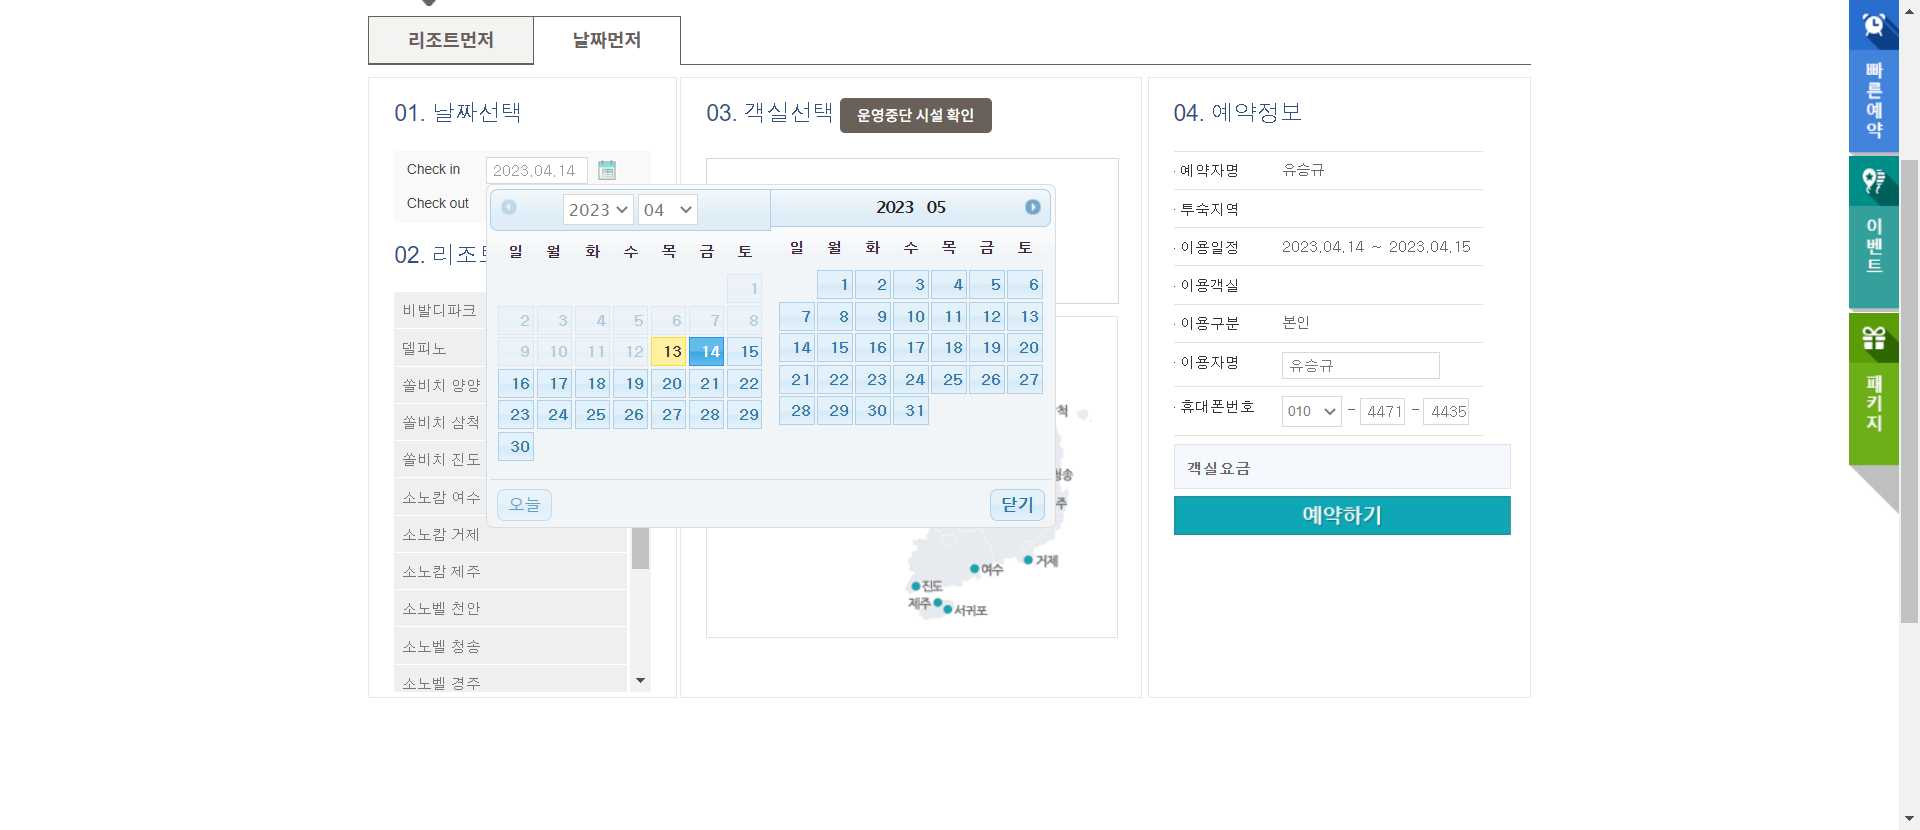 리조트먼저
날짜먼저
01. 날짜선택
Check in
2023.04.14
Check out
2023
04
일 월 화 수 목 금 토
1
2 3 4 5 6 7 8
9 10 11 12 13 14 15
16 17 18 19 20 21 22
23 24 25 26 27 28 29
30
2023 05
일 월 화 수 목 금 토
1 2 3 4 5 6
7 8 9 10 11 12 13
14 15 16 17 18 19 20
21 22 23 24 25 26 27
28 29 30 31
오늘
닫기
02. 리조
비발디파크
델피노
쏠비치 양양
쏠비치 삼척
쏠비치 진도
소노캄 여수
소노캄 거제
소노캄 제주
소노벨 천안
소노벨 청송
소노벨 경주
03. 객실선택
운영중단 시설 확인
척
청송
주
거제
여수
진도
제주
서귀포
04. 예약정보
· 예약자명 유승규
· 투숙지역
· 이용일정 2023.04.14 ~ 2023.04.15
· 이용객실
· 이용구분 본인
· 이용자명 유승규
· 휴대폰번호 010 - 4471 - 4435
객실요금
예약하기
빠른예약
이벤트
패키지